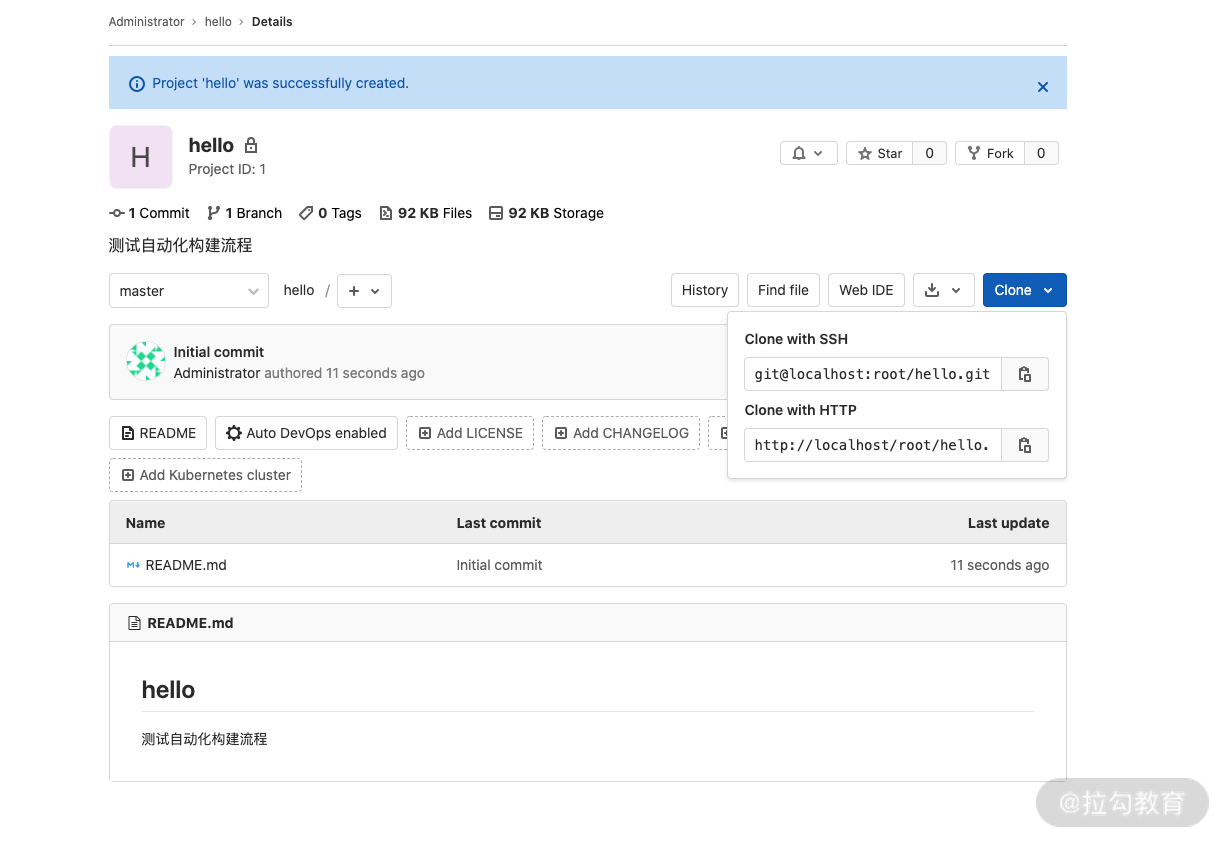 Administrator > hello > Details
Project 'hello' was successfully created.
H
hello
Project ID: 1
Star 0 Fork 0
1 Commit 1 Branch 0 Tags 92 KB Files 92 KB Storage
测试自动化构建流程
master hello / + History Find file Web IDE Clone
Initial commit
Administrator authored 11 seconds ago
Clone with SSH
git@localhost:root/hello.git
Clone with HTTP
http://localhost/root/hello.
README Auto DevOps enabled Add LICENSE Add CHANGELOG
Add Kubernetes cluster
Name Last commit Last update
README.md Initial commit 11 seconds ago
README.md
hello
测试自动化构建流程
@拉勾教育